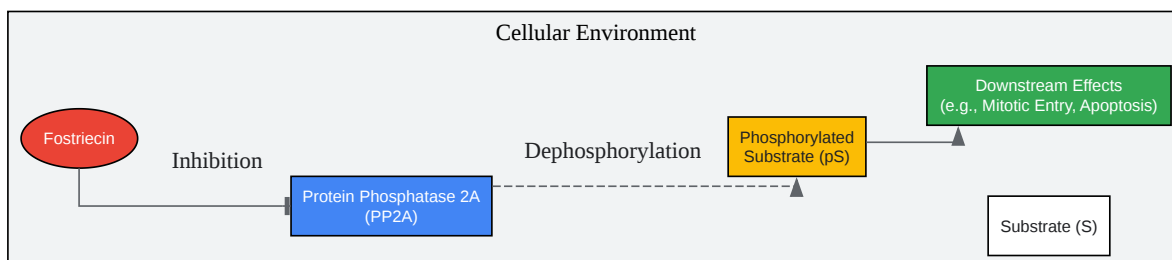 Cellular Environment
Fostriecin
Inhibition
Protein Phosphatase 2A
(PP2A)
Dephosphorylation
Phosphorylated
Substrate (pS)
Downstream Effects
(e.g., Mitotic Entry, Apoptosis)
Substrate (S)